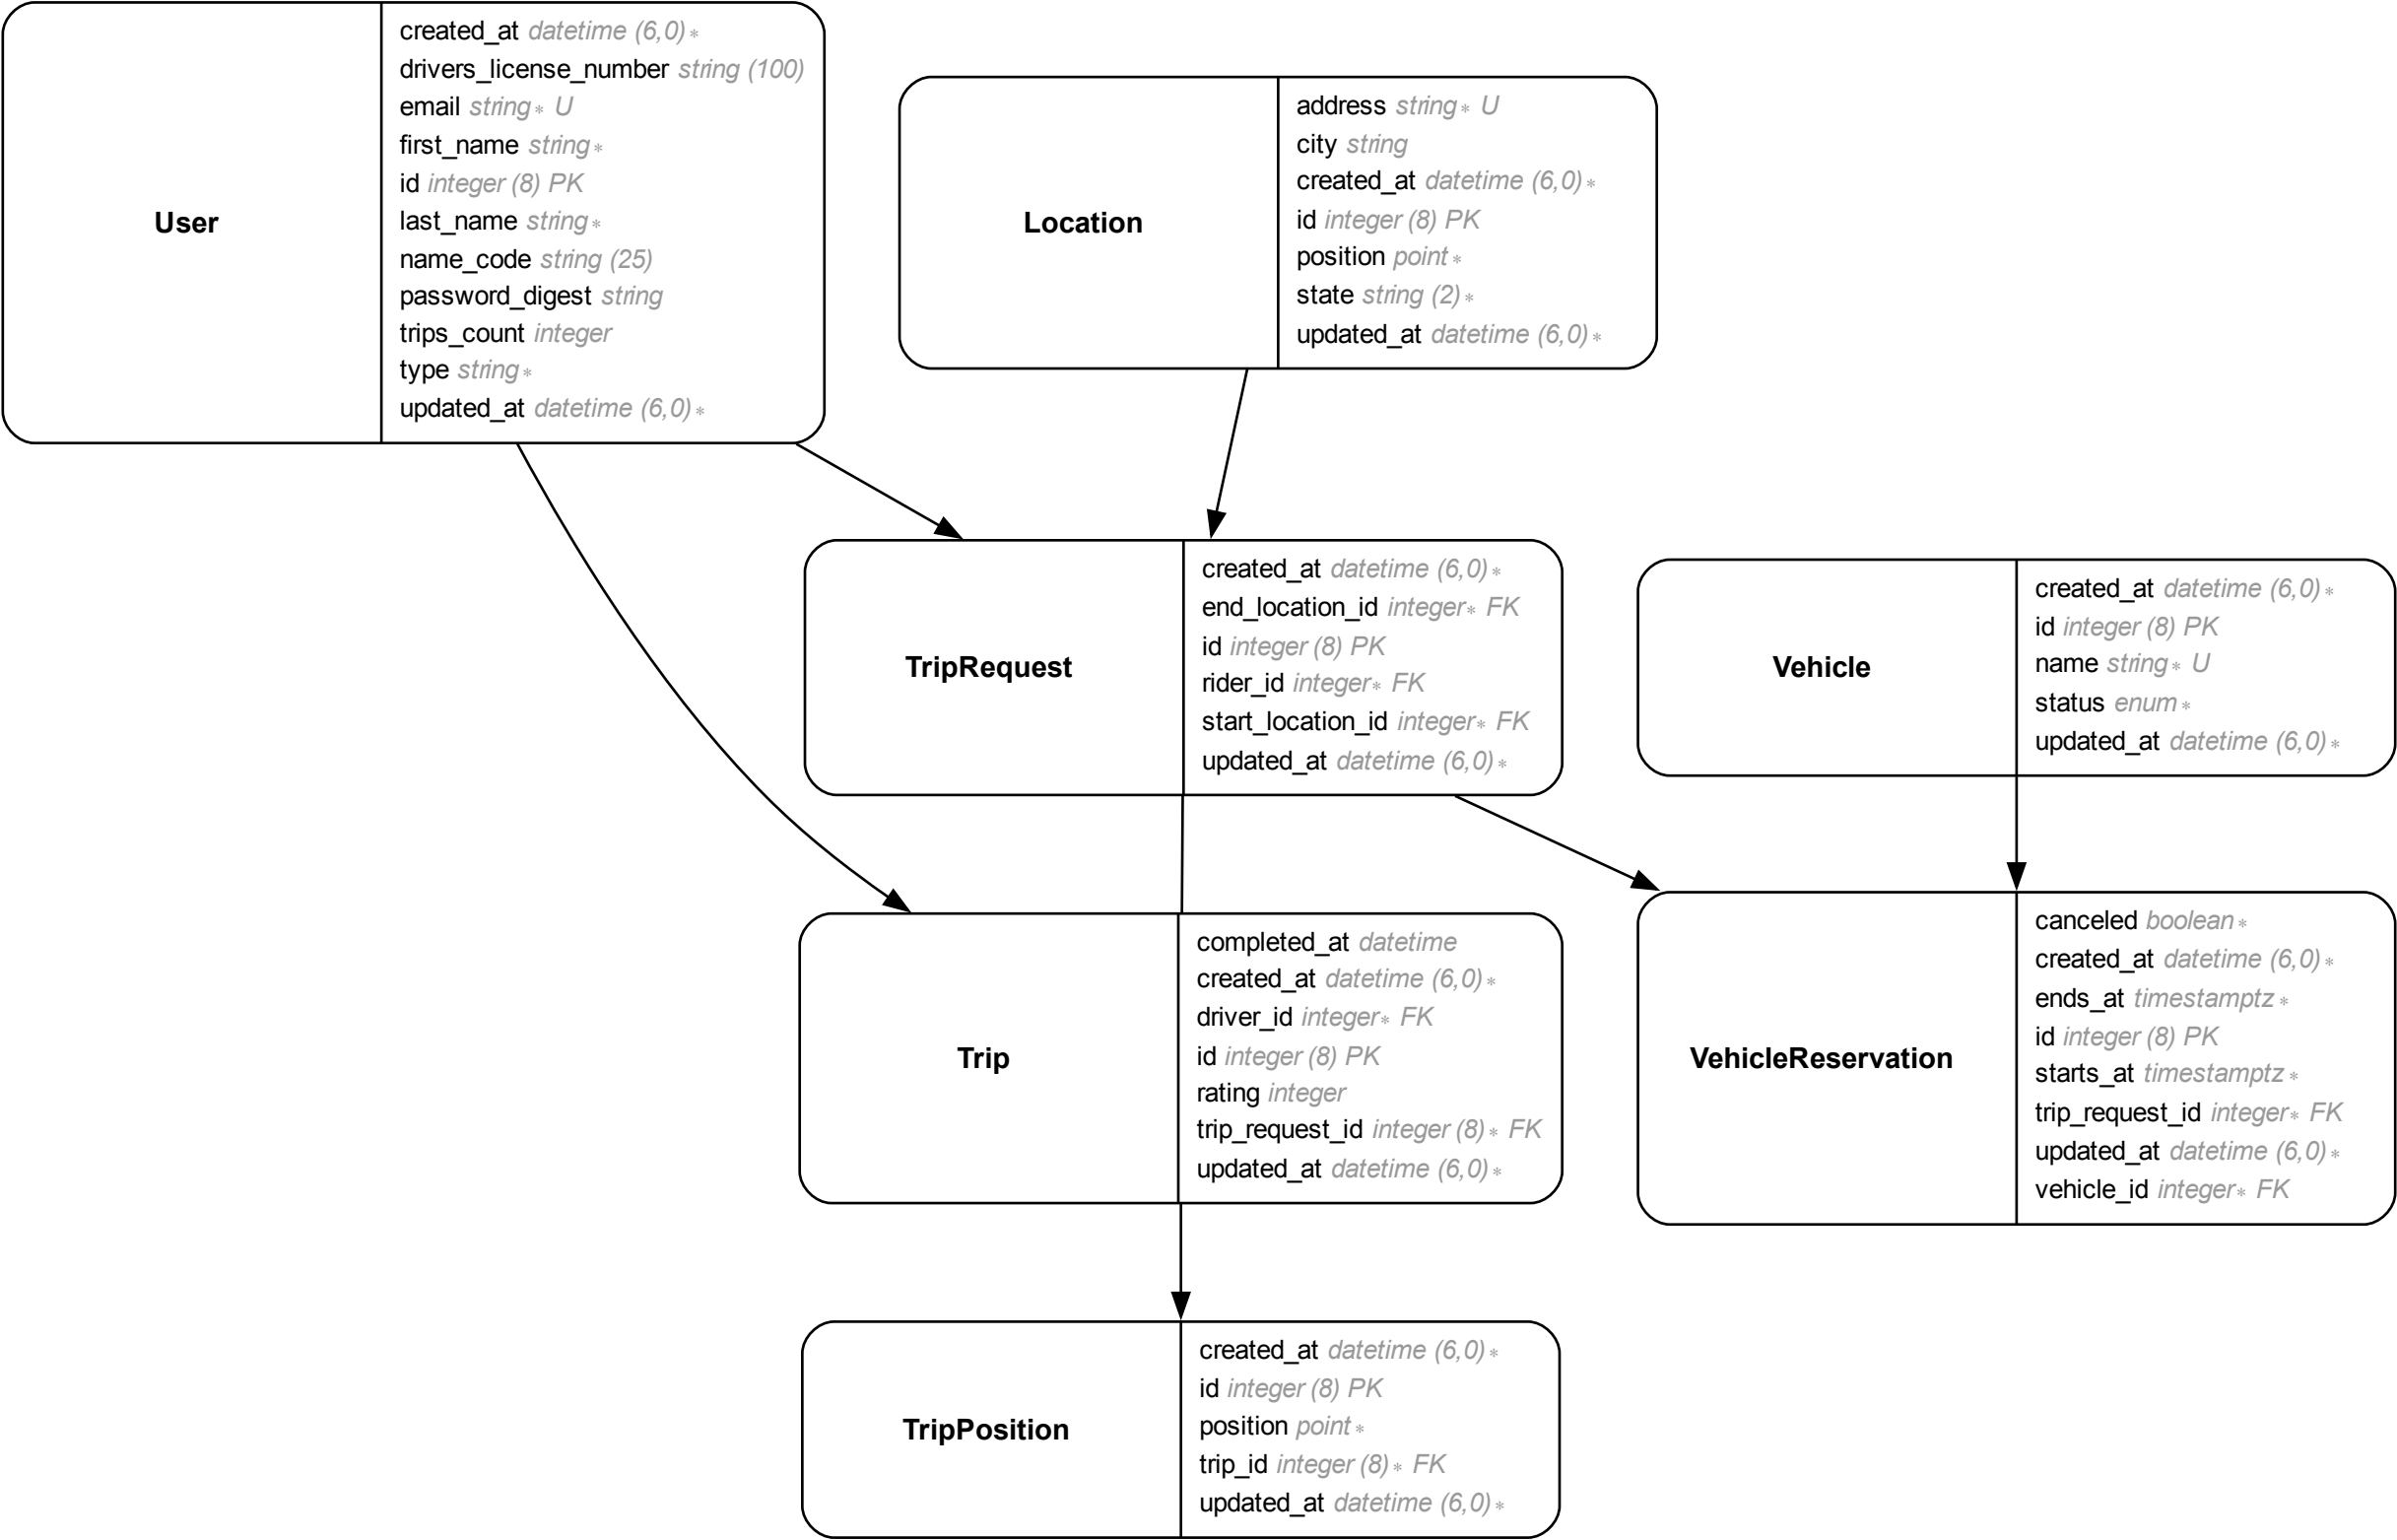 User
created_at datetime (6,0) *
drivers_license_number string (100)
email string * U
first_name string *
id integer (8) PK
last_name string *
name_code string (25)
password_digest string
trips_count integer
type string *
updated_at datetime (6,0) *
Location
address string * U
city string
created_at datetime (6,0) *
id integer (8) PK
position point *
state string (2) *
updated_at datetime (6,0) *
TripRequest
created_at datetime (6,0) *
end_location_id integer * FK
id integer (8) PK
rider_id integer * FK
start_location_id integer * FK
updated_at datetime (6,0) *
Vehicle
created_at datetime (6,0) *
id integer (8) PK
name string * U
status enum *
updated_at datetime (6,0) *
Trip
completed_at datetime
created_at datetime (6,0) *
driver_id integer * FK
id integer (8) PK
rating integer
trip_request_id integer (8) * FK
updated_at datetime (6,0) *
VehicleReservation
canceled boolean *
created_at datetime (6,0) *
ends_at timestamptz *
id integer (8) PK
starts_at timestamptz *
trip_request_id integer * FK
updated_at datetime (6,0) *
vehicle_id integer * FK
TripPosition
created_at datetime (6,0) *
id integer (8) PK
position point *
trip_id integer (8) * FK
updated_at datetime (6,0) *